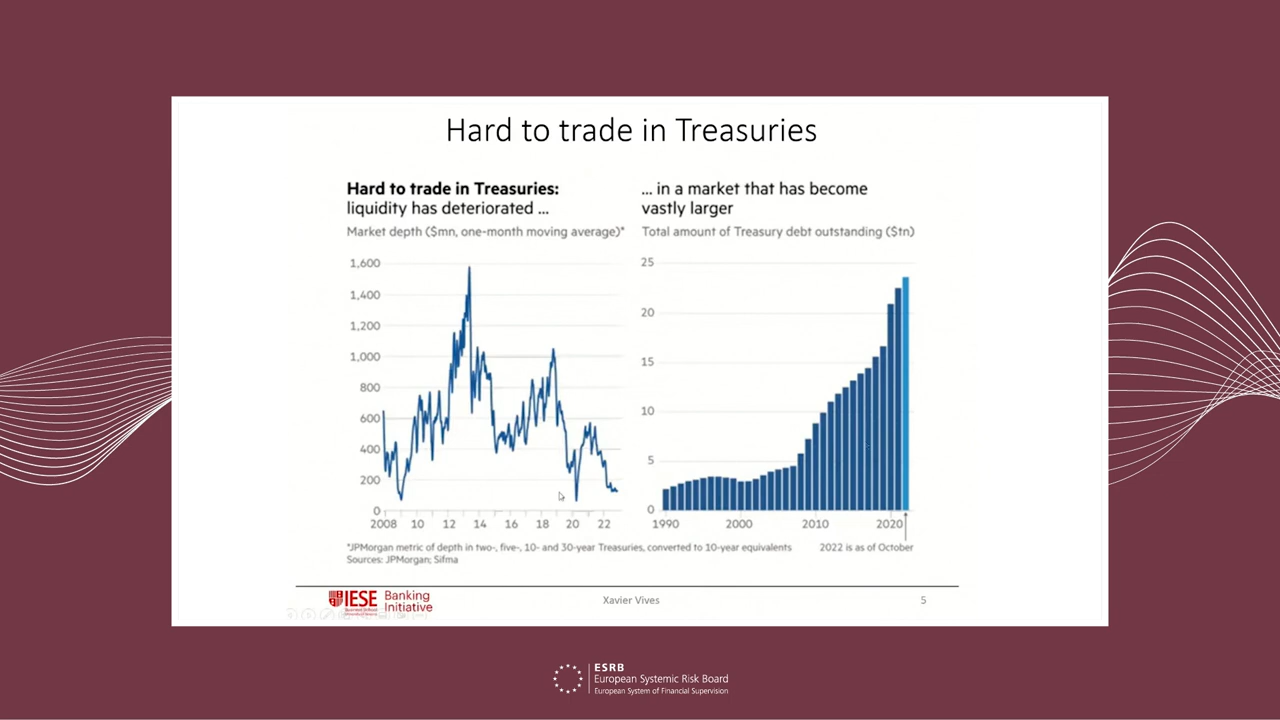 Hard to trade in Treasuries
Hard to trade in Treasuries:
liquidity has deteriorated ...
Market depth ($mn, one-month moving average)*
1,600
1,400
1,200
1,000
800
600
400
200
0
2008 10 12 14 16 18 20 22
... in a market that has become
vastly larger
Total amount of Treasury debt outstanding ($tn)
25
20
15
10
5
0
1990 2000 2010 2020
*JPMorgan metric of depth in two-, five-, 10- and 30-year Treasuries, converted to 10-year equivalents
2022 is as of October
Sources: JPMorgan; Sifma
IESE
Banking
Initiative
Xavier Vives
5
ESRB
European Systemic Risk Board
European System of Financial Supervision